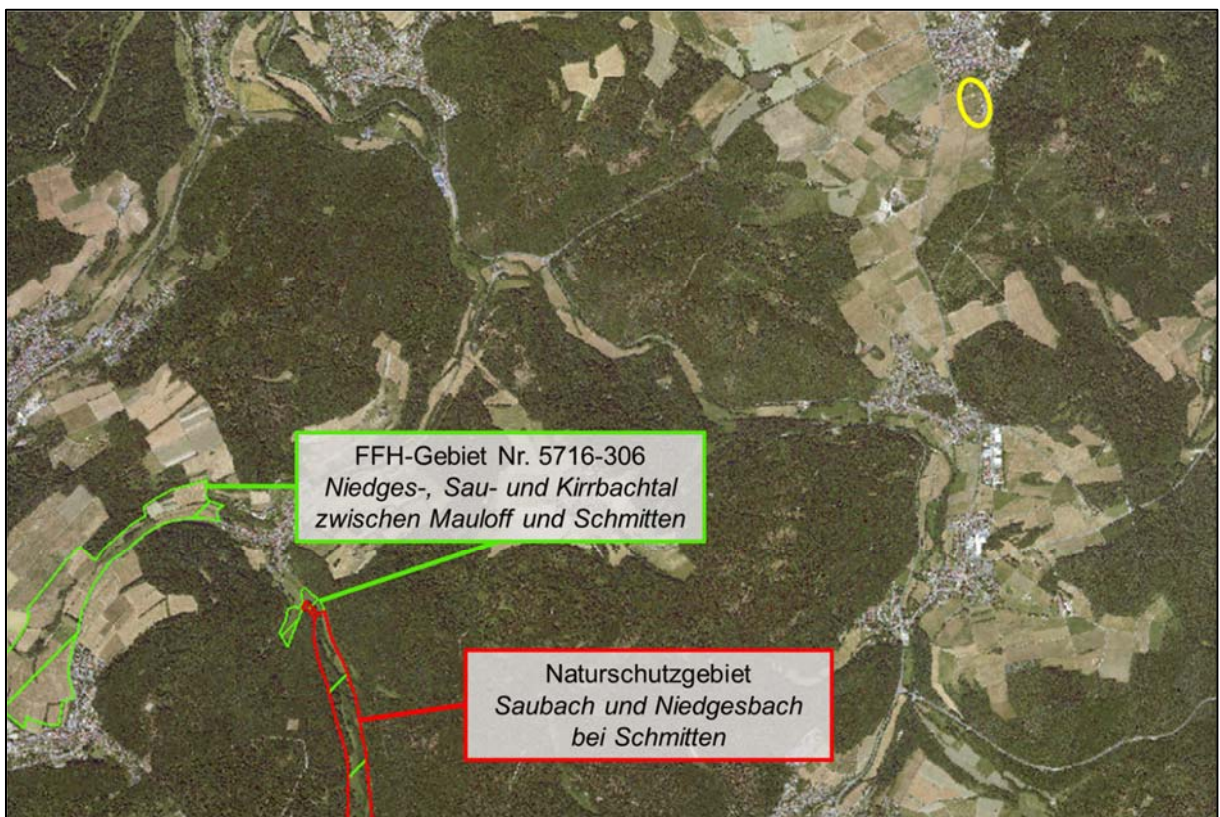 FFH-Gebiet Nr. 5716-306
Niedges-, Sau- und Kirrbachtal
zwischen Mauloff und Schmitten
Naturschutzgebiet
Saubach und Niedgesbach
bei Schmitten